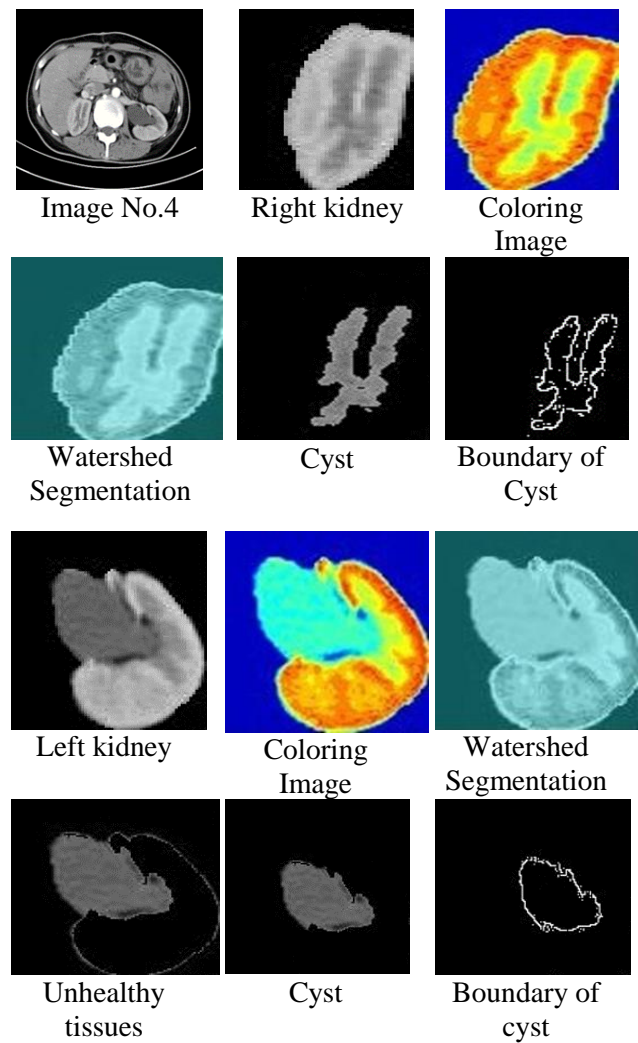 Image No.4
Right kidney
Coloring
Image
Watershed
Segmentation
Cyst
Boundary of
Cyst
Left kidney
Coloring
Image
Watershed
Segmentation
Unhealthy
tissues
Cyst
Boundary of
cyst